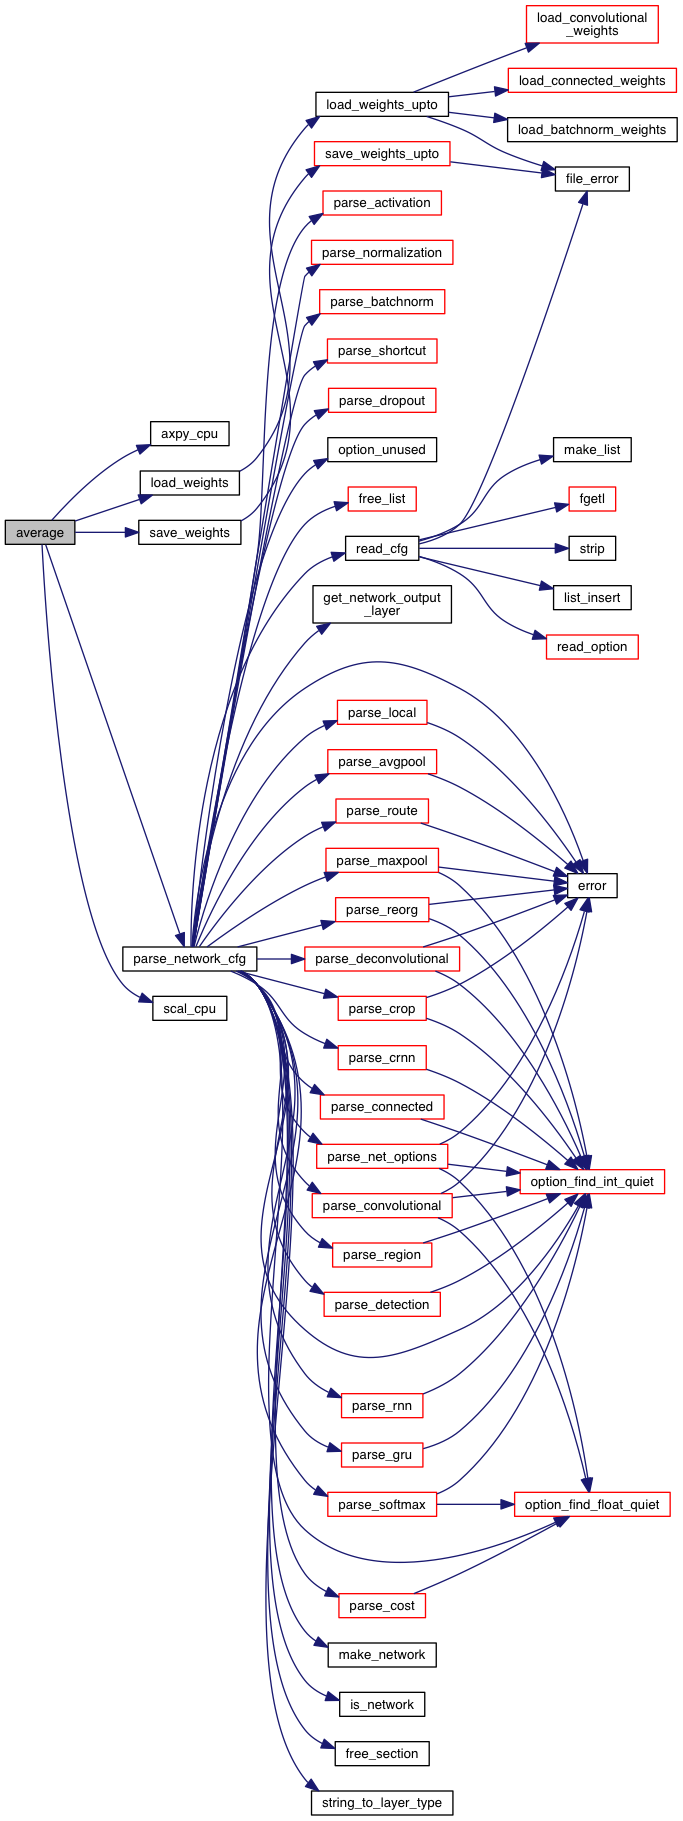 load_convolutional
_weights
load_connected_weights
load_weights_upto
load_batchnorm_weights
save_weights_upto
file_error
parse_activation
parse_normalization
parse_batchnorm
parse_shortcut
parse_dropout
axpy_cpu
option_unused
make_list
load_weights
free_list
fgetl
average
save_weights
read_cfg
strip
get_network_output
_layer
list_insert
read_option
parse_local
parse_avgpool
parse_route
parse_maxpool
error
parse_reorg
parse_network_cfg
parse_deconvolutional
scal_cpu
parse_crop
parse_crnn
parse_connected
parse_net_options
option_find_int_quiet
parse_convolutional
parse_region
parse_detection
parse_rnn
parse_gru
parse_softmax
option_find_float_quiet
parse_cost
make_network
is_network
free_section
string_to_layer_type